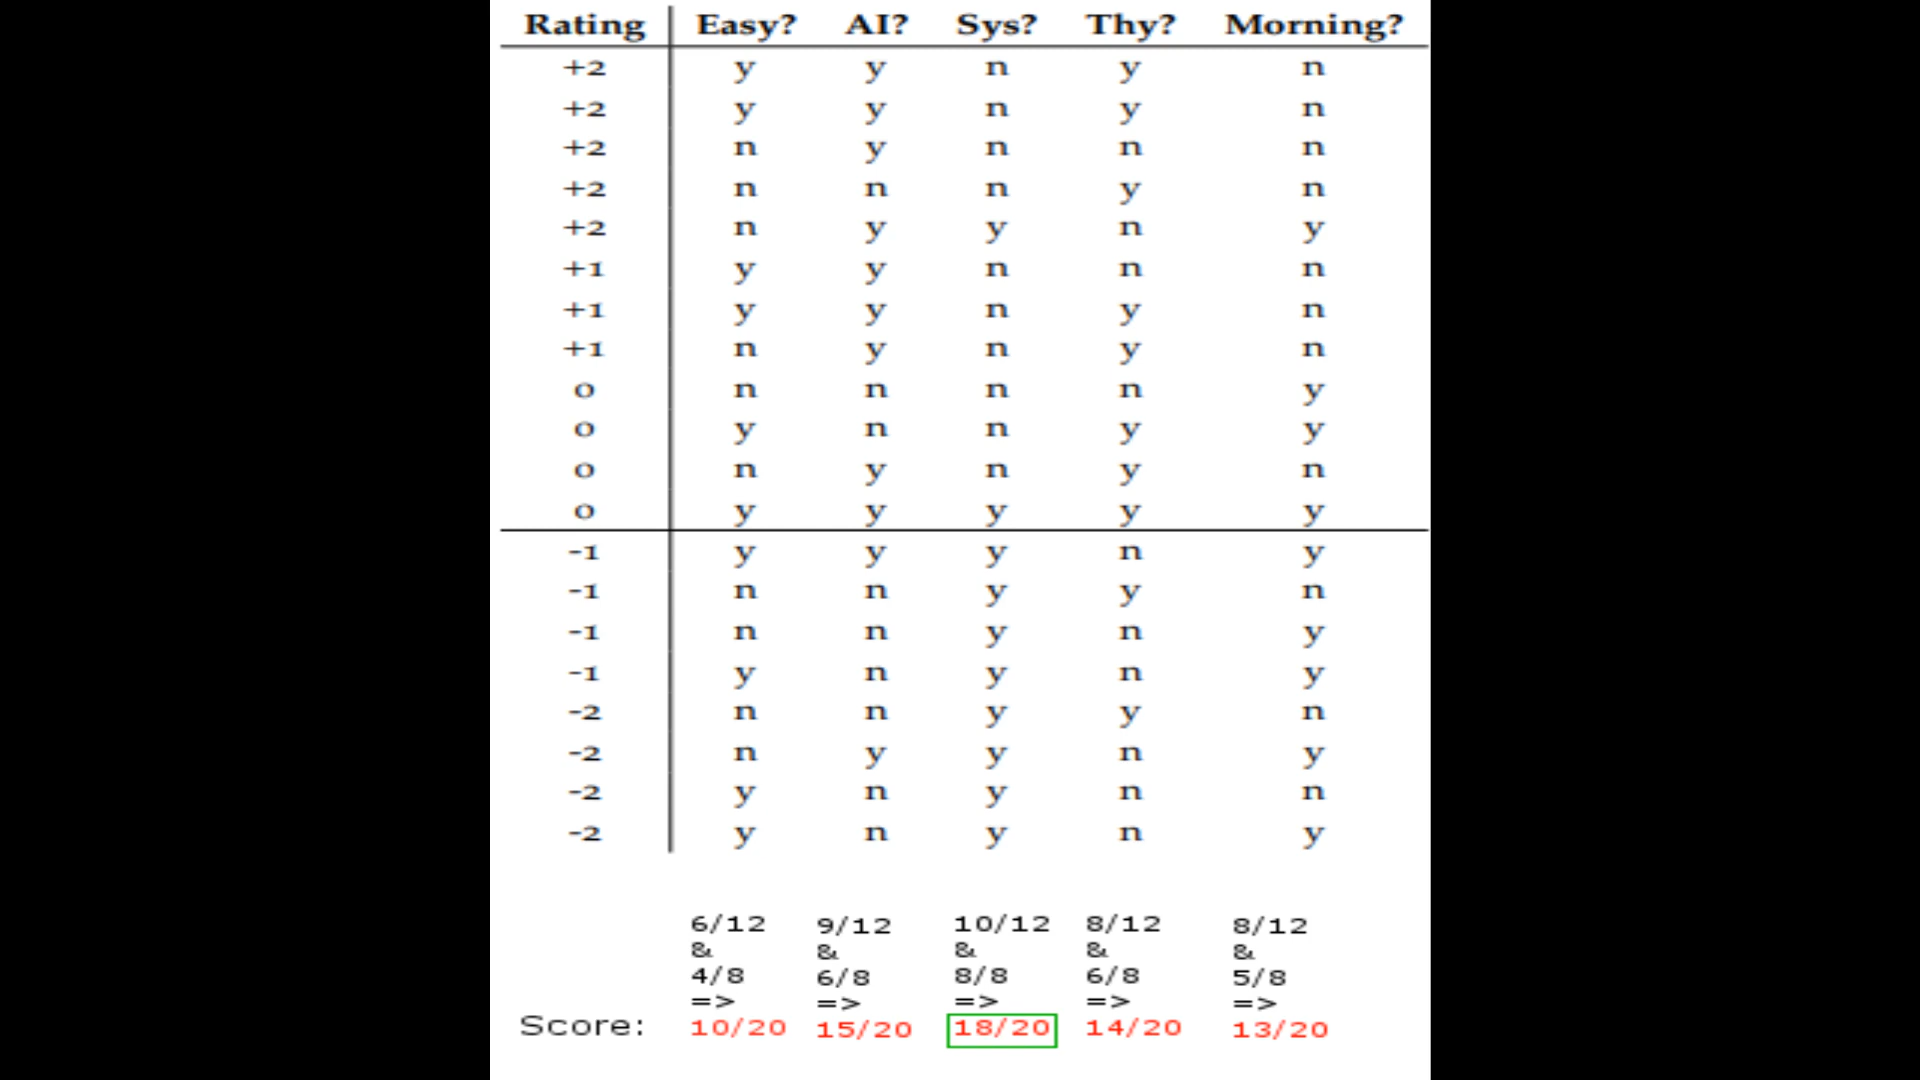 Rating Easy? AI? Sys? Thy? Morning?
+2 y y n y n
+2 y y n y n
+2 n y n n n
+2 n n n y n
+2 n y y n y
+1 y y n n n
+1 y y n y n
+1 n y n y n
0 n n n n y
0 y n n y y
0 n y n y n
0 y y y y y
-1 y y y n y
-1 n n y y n
-1 n n y n y
-1 y n y n y
-2 n n y y n
-2 n y y n y
-2 y n y n n
-2 y n y n y
6/12 9/12 10/12 8/12 8/12
& & & & &
4/8 6/8 8/8 6/8 5/8
=> => => => =>
Score: 10/20 15/20 18/20 14/20 13/20